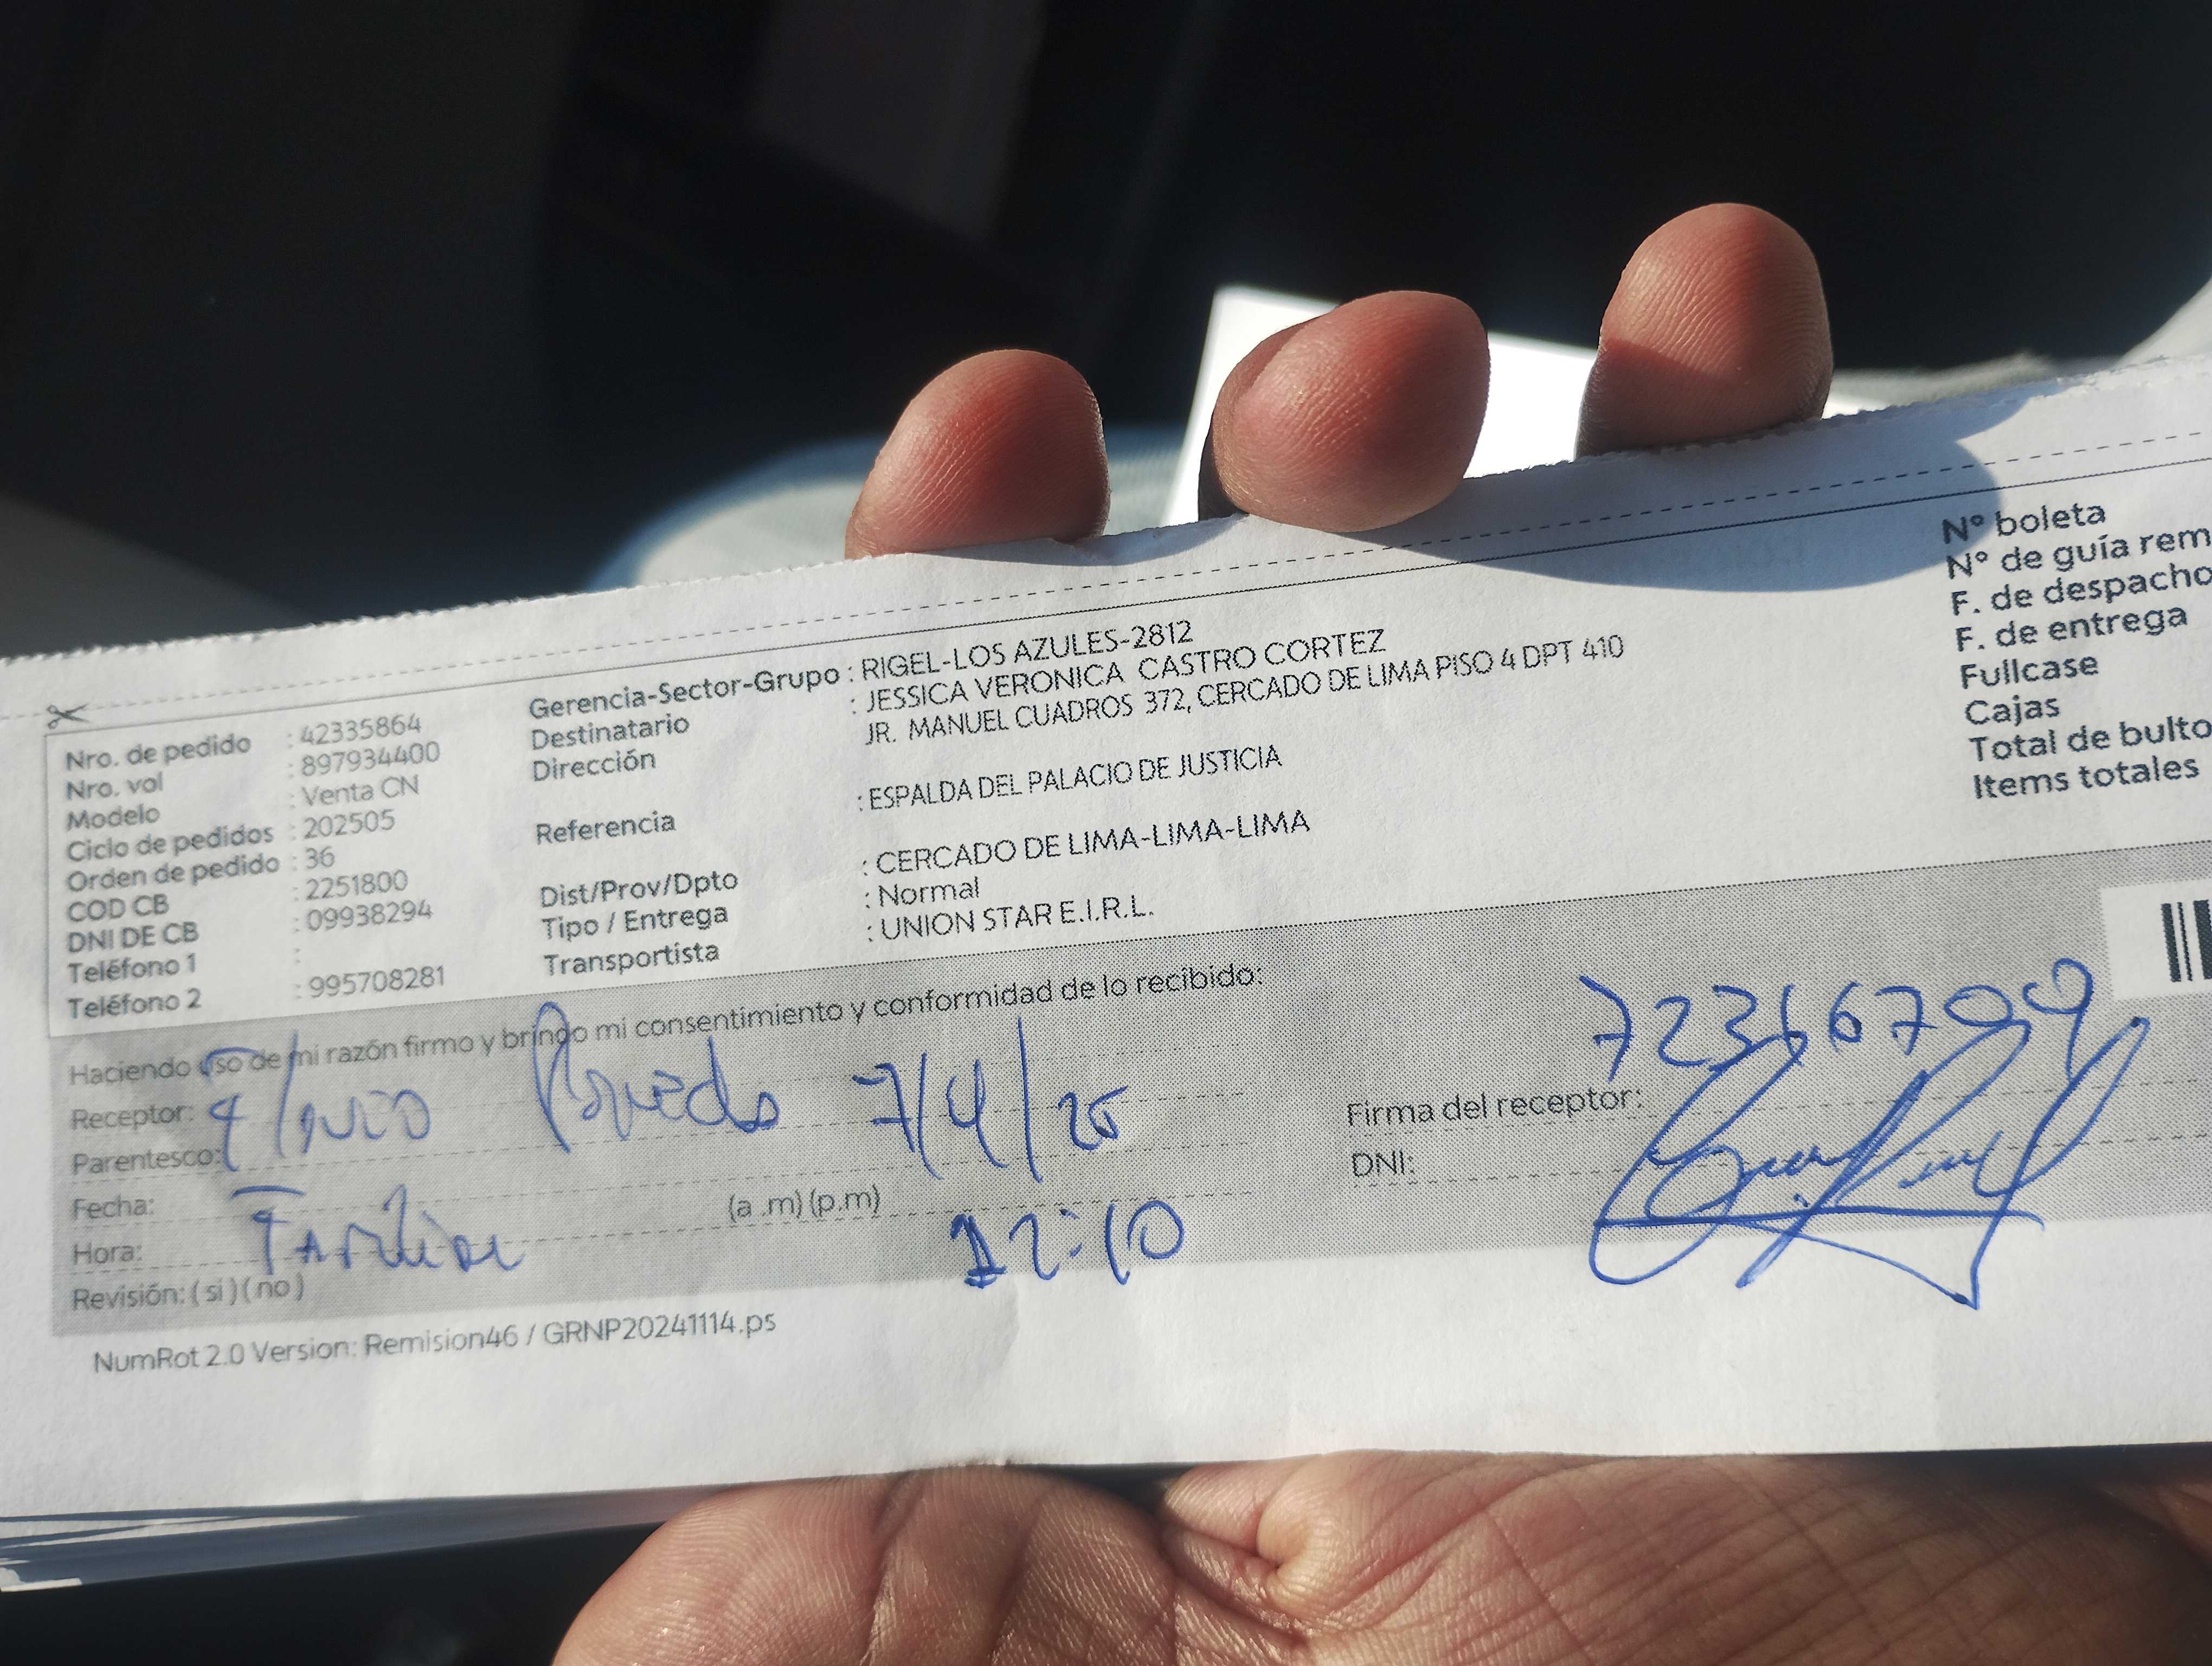 Nro. de pedido : 42335864
Nro. vol : 897934400
Modelo : Venta CN
Ciclo de pedidos : 202505
Orden de pedido : 36
COD CB : 2251800
DNI DE CB : 09938294
Teléfono 1 :
Teléfono 2 : 995708281
Gerencia-Sector-Grupo : RIGEL-LOS AZULES-2812
Destinatario : JESSICA VERONICA CASTRO CORTEZ
Dirección JR. MANUEL CUADROS 372, CERCADO DE LIMA PISO 4 DPT 410
Referencia : ESPALDA DEL PALACIO DE JUSTICIA
Dist/Prov/Dpto : CERCADO DE LIMA-LIMA-LIMA
Tipo / Entrega : Normal
Transportista : UNION STAR E.I.R.L.
N° boleta
N° de guía rem
F. de despacho
F. de entrega
Fullcase
Cajas
Total de bulto
Items totales
Haciendo uso de mi razón firmo y brindo mi consentimiento y conformidad de lo recibido:
Receptor: 7/4/25
Parentesco:
Fecha:
Hora: Familiar (a .m) (p.m) 12:10
Revisión: ( si ) ( no )
72366700
Firma del receptor:
DNI:
NumRot 2.0 Version: Remision46 / GRNP20241114.ps